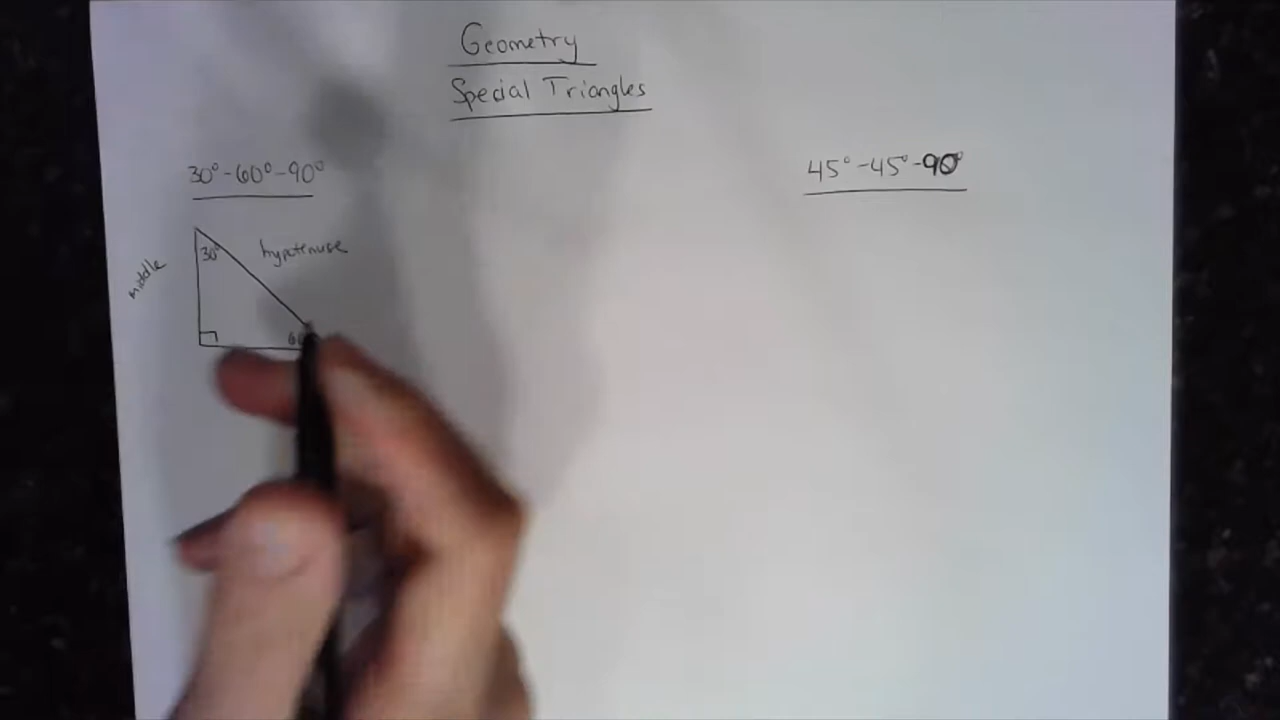 Geometry
Special Triangles
30°-60°-90°
45°-45°-90°
30°
hypotenuse
middle